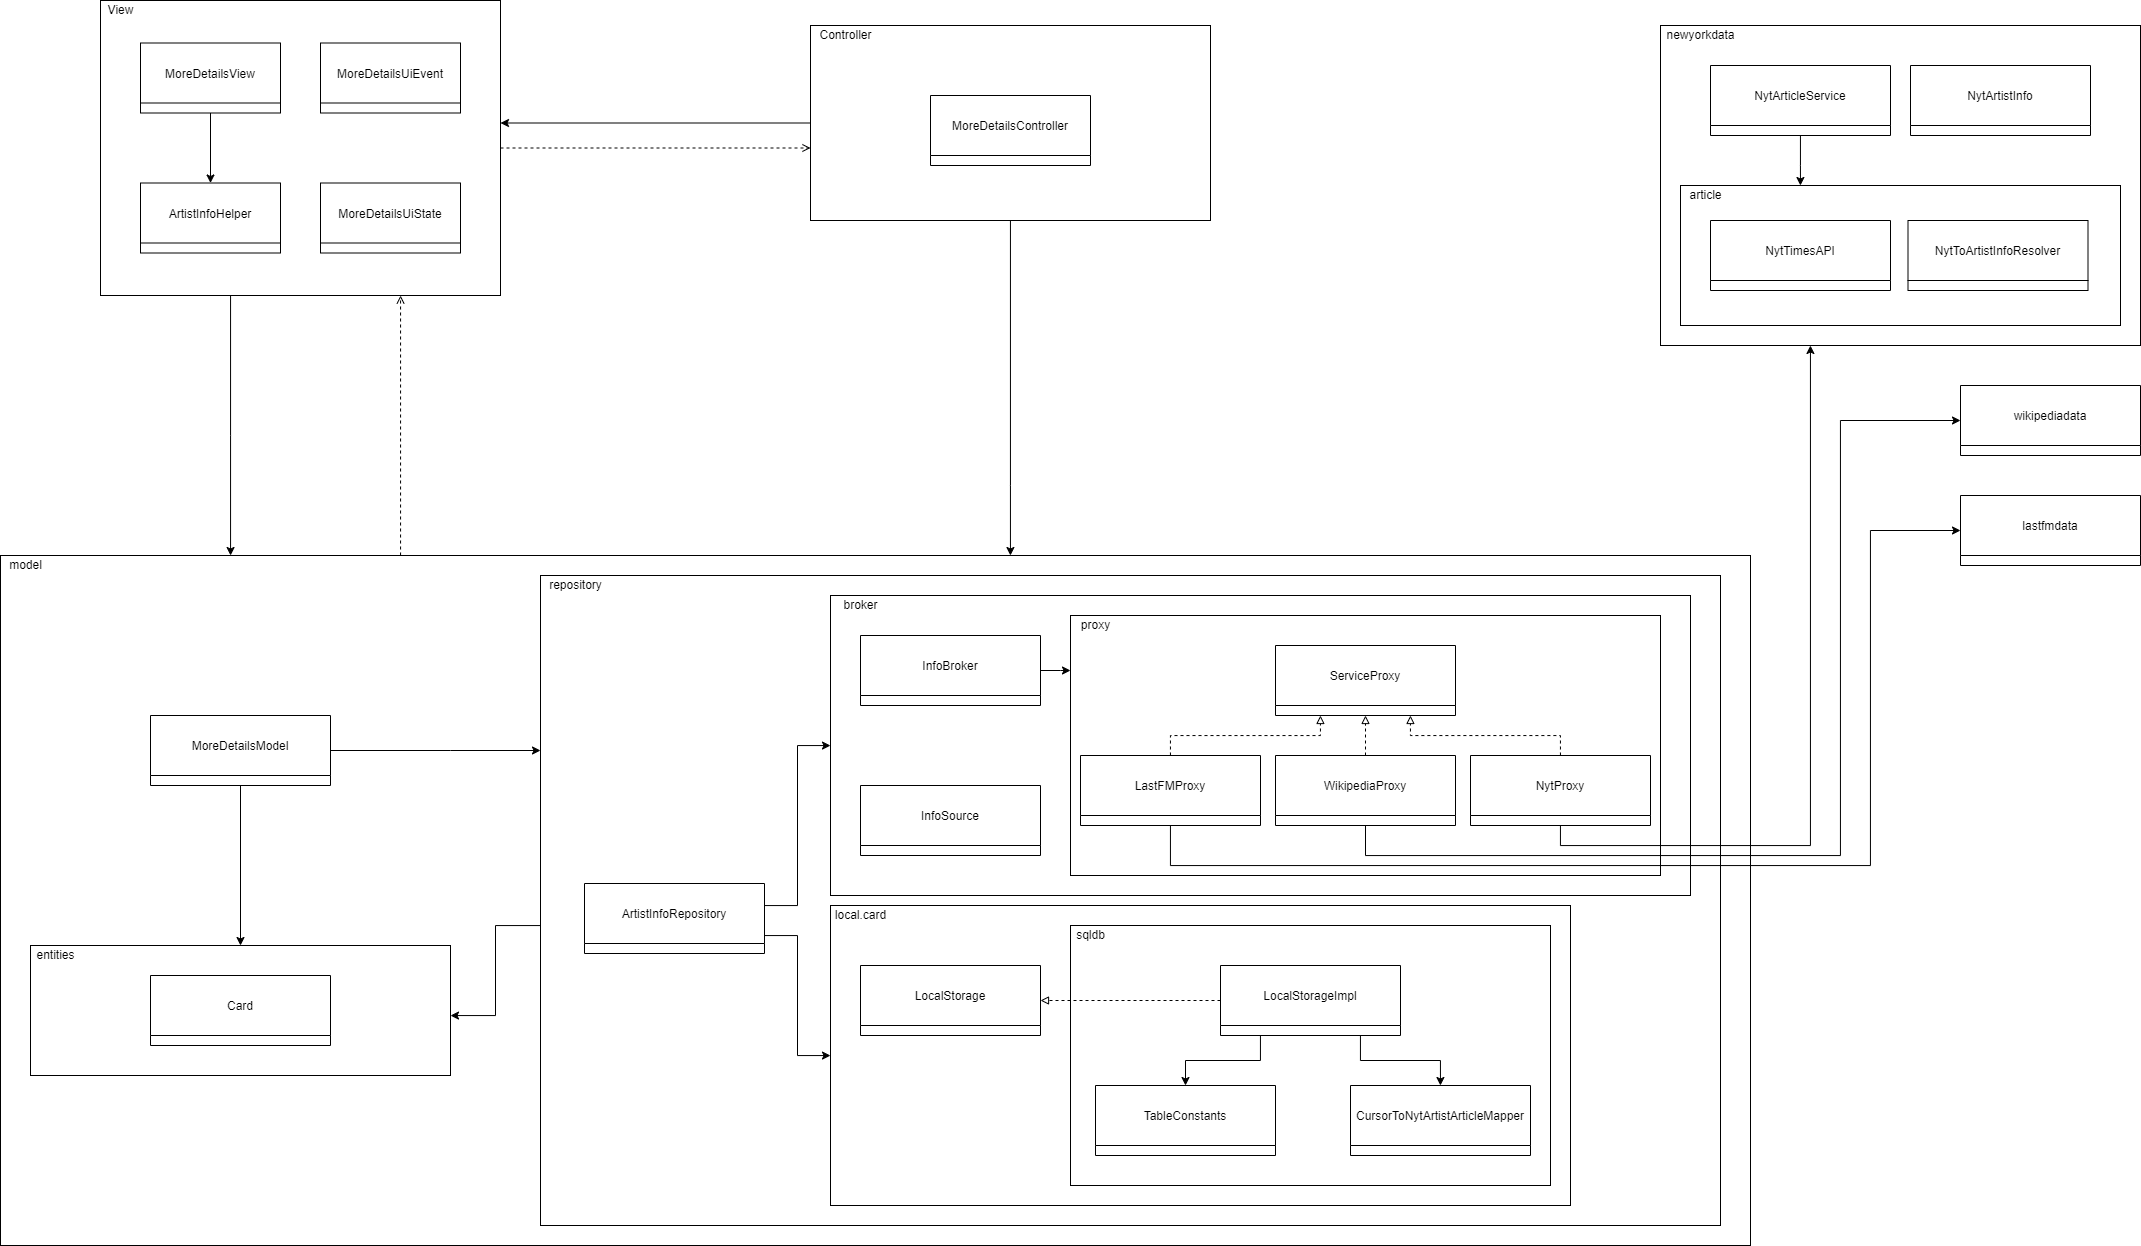 View
MoreDetailsView
MoreDetailsUiEvent
ArtistInfoHelper
MoreDetailsUiState
Controller
MoreDetailsController
newyorkdata
NytArticleService
NytArtistInfo
article
NytTimesAPI
NytToArtistInfoResolver
wikipediadata
lastfmdata
model
MoreDetailsModel
entities
Card
repository
ArtistInfoRepository
broker
InfoBroker
InfoSource
proxy
ServiceProxy
LastFMProxy
WikipediaProxy
NytProxy
local.card
LocalStorage
sqldb
LocalStorageImpl
TableConstants
CursorToNytArtistArticleMapper